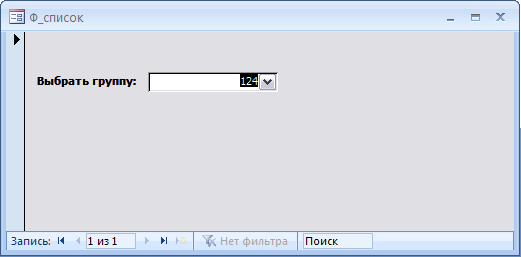 Ф_список
Выбрать группу: 124
Запись: 1 из 1 Нет фильтра Поиск